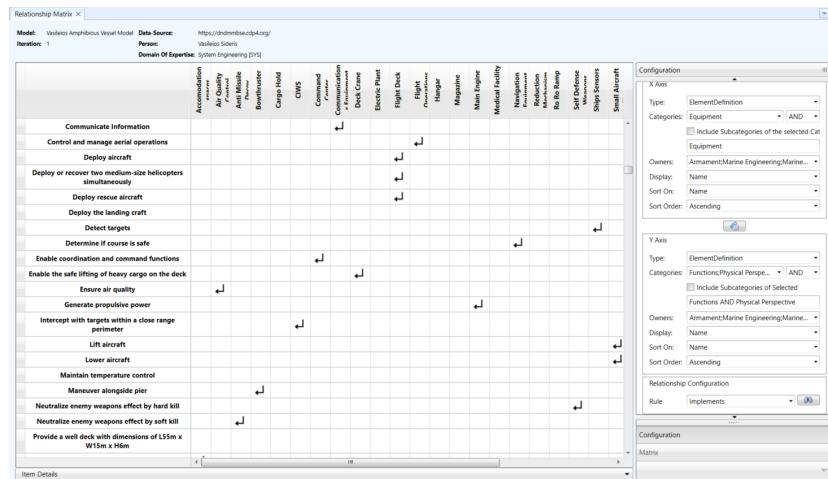 Relationship Matrix ×
Model: Vasileios Amphibious Vessel Model Data-Source: https://dndmmbse.cdp4.org/
Iteration: 1 Person: Vasileios Sideris
Domain Of Expertise: System Engineering [SYS]
Accomodation
Air Quality Control
Anti Missile
Bowthruster
Cargo Hold
CIWS
Command Center
Communication
Deck Crane
Electric Plant
Flight Deck
Flight Operations
Hangar
Magazine
Main Engine
Medical Facility
Navigation Equipment
Reduction Mechanism
Ro Ro Ramp
Self Defense Weapons
Ships Sensors
Small Aircraft
Communicate Information
Control and manage aerial operations
Deploy aircraft
Deploy or recover two medium-size helicopters
simultaneously
Deploy rescue aircraft
Deploy the landing craft
Detect targets
Determine if course is safe
Enable coordination and command functions
Enable the safe lifting of heavy cargo on the deck
Ensure air quality
Generate propulsive power
Intercept with targets within a close range
perimeter
Lift aircraft
Lower aircraft
Maintain temperature control
Maneuver alongside pier
Neutralize enemy weapons effect by hard kill
Neutralize enemy weapons effect by soft kill
Provide a well deck with dimensions of L55m x
W15m x H6m
Item Details
Configuration
X Axis
Type: ElementDefinition
Categories: Equipment AND
Include Subcategories of the selected Cat
Equipment
Owners: Armament;Marine Engineering;Marine...
Display: Name
Sort On: Name
Sort Order: Ascending
Y Axis
Type: ElementDefinition
Categories: Functions;Physical Perspe... AND
Include Subcategories of Selected
Functions AND Physical Perspective
Owners: Armament;Marine Engineering;Marine...
Display: Name
Sort On: Name
Sort Order: Ascending
Relationship Configuration
Rule Implements
Configuration
Matrix